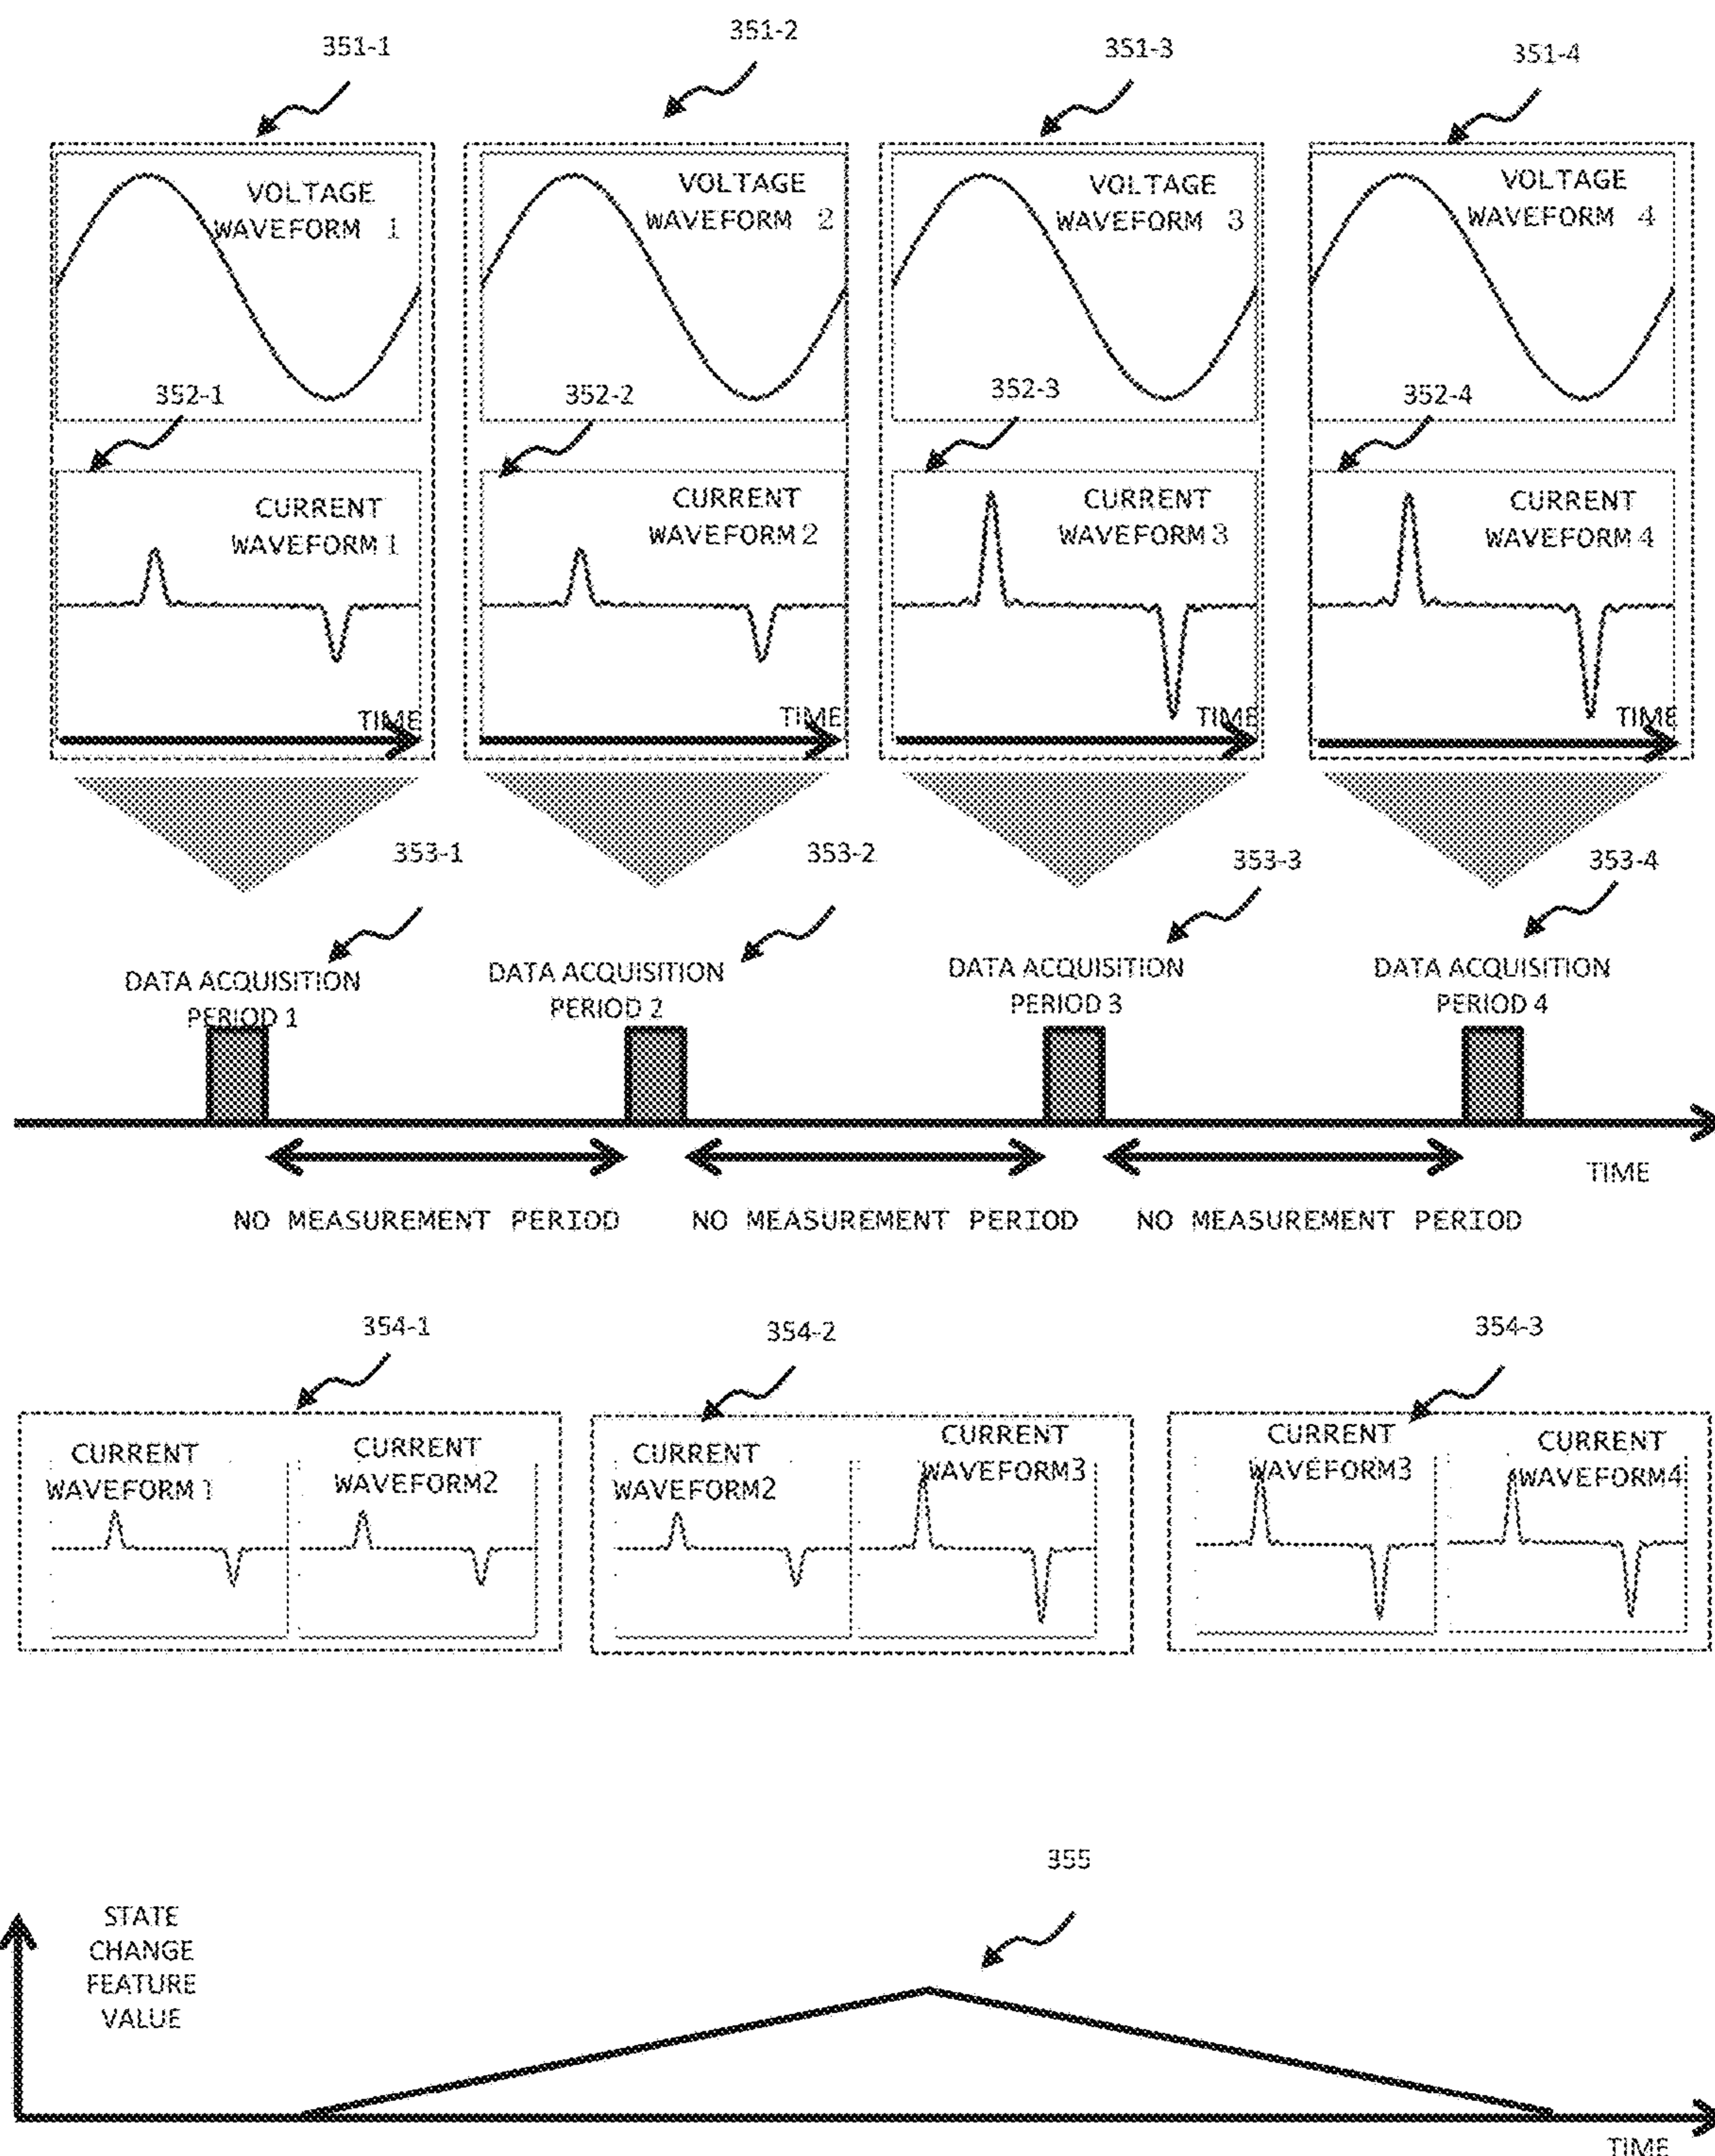 351-1
351-2
351-3
351-4
VOLTAGE
WAVEFORM 1
VOLTAGE
WAVEFORM 2
VOLTAGE
WAVEFORM 3
VOLTAGE
WAVEFORM 4
352-1
352-2
352-3
352-4
CURRENT
WAVEFORM 1
CURRENT
WAVEFORM 2
CURRENT
WAVEFORM 3
CURRENT
WAVEFORM 4
TIME
TIME
TIME
TIME
353-1
353-2
353-3
353-4
DATA ACQUISITION
PERIOD 1
DATA ACQUISITION
PERIOD 2
DATA ACQUISITION
PERIOD 3
DATA ACQUISITION
PERIOD 4
TIME
NO MEASUREMENT PERIOD
NO MEASUREMENT PERIOD
NO MEASUREMENT PERIOD
354-1
354-2
354-3
CURRENT
WAVEFORM 1
CURRENT
WAVEFORM2
CURRENT
WAVEFORM2
CURRENT
WAVEFORM3
CURRENT
WAVEFORM3
CURRENT
WAVEFORM4
355
STATE
CHANGE
FEATURE
VALUE
TIME